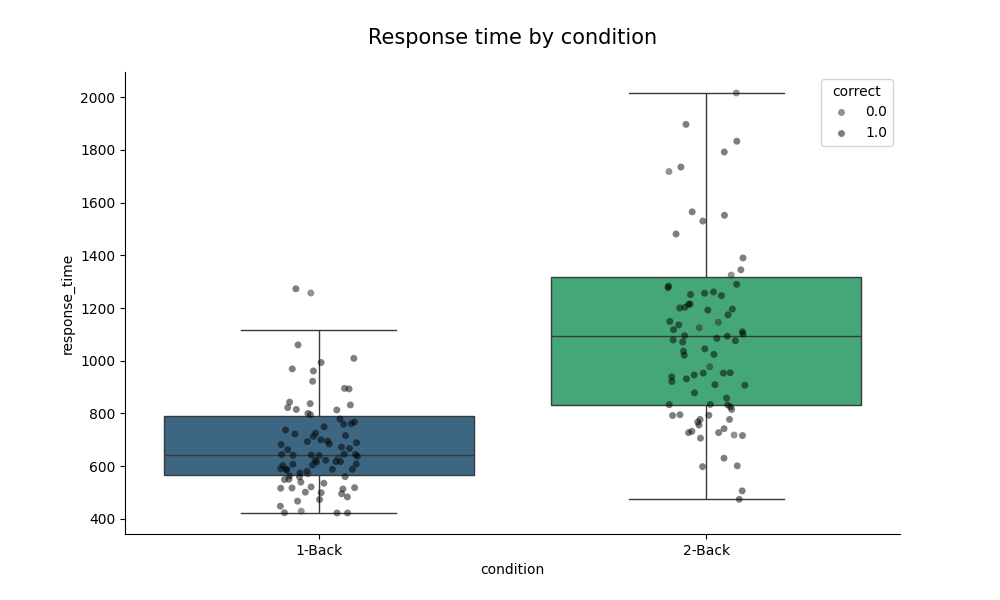 Response time by condition
correct
0.0
1.0
response_time
2000
1800
1600
1400
1200
1000
800
600
400
1-Back
2-Back
condition